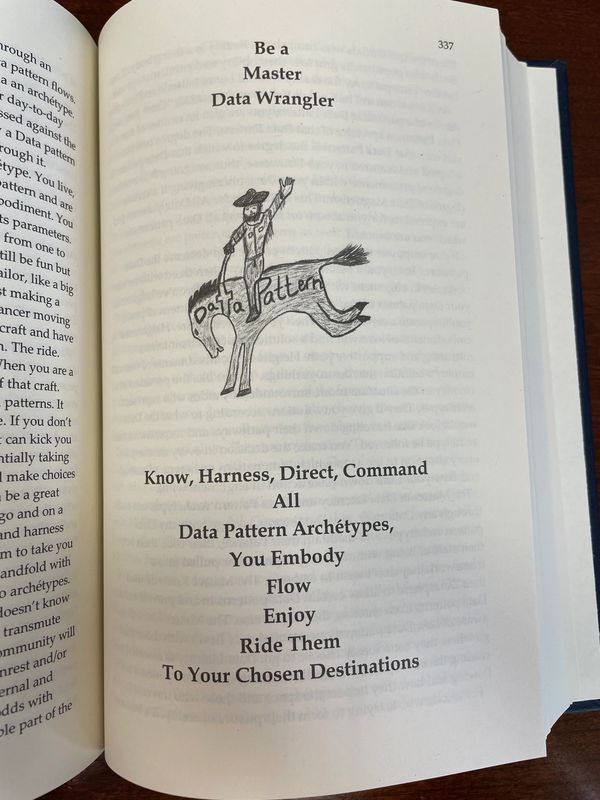 hrough an
a pattern flows.
a an archétype.
r day-to-day
ssed against the
y a Data pattern
rough it.
étype. You live,
attern and are
bodiment. You
ts parameters.
from one to
still be fun but
ailor, like a big
st making a
ancer moving
craft and have
n. The ride.
When you are a
f that craft.
patterns. It
e. If you don't
t can kick you
entially taking
l make choices
n be a great
go and on a
and harness
m to take you
andfold with
o archétypes.
doesn't know
transmute
ommunity will
nrest and/or
ernal and
odds with
ble part of the
337
Be a
Master
Data Wrangler
Data Pattern
Know, Harness, Direct, Command
All
Data Pattern Archétypes,
You Embody
Flow
Enjoy
Ride Them
To Your Chosen Destinations